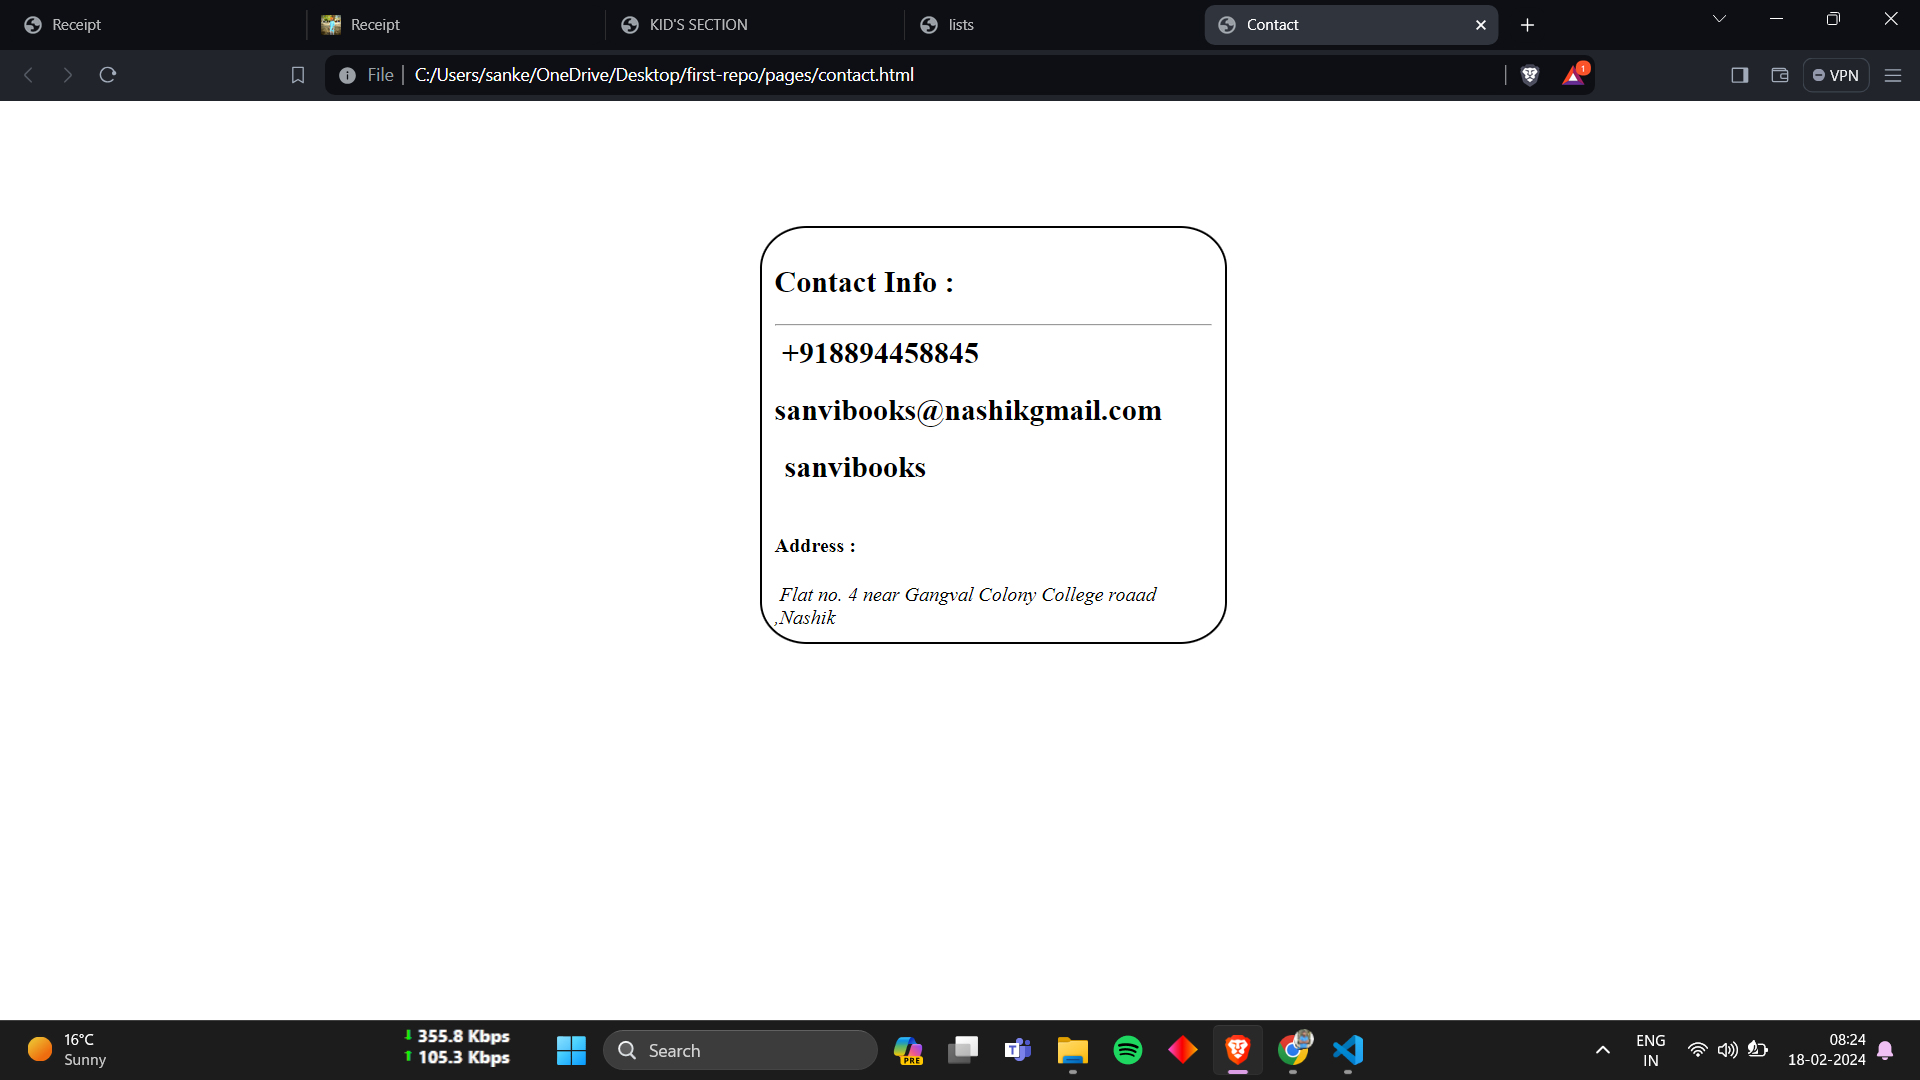 Receipt
Receipt
KID'S SECTION
lists
Contact
File
C:/Users/sanke/OneDrive/Desktop/first-repo/pages/contact.html
1
VPN
Contact Info :
+918894458845
sanvibooks@nashikgmail.com
sanvibooks
Address :
Flat no. 4 near Gangval Colony College roaad
,Nashik
16°C
Sunny
355.8 Kbps
105.3 Kbps
Search
PRE
ENG
IN
08:24
18-02-2024